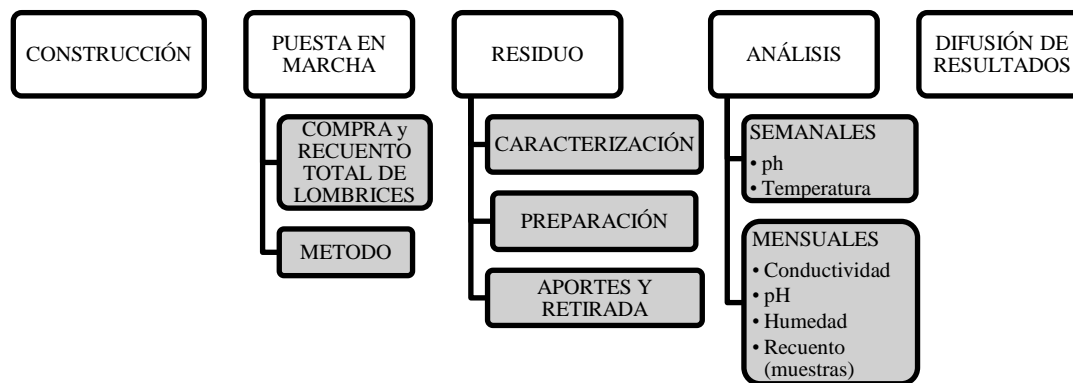 CONSTRUCCIÓN
PUESTA EN
MARCHA
COMPRA y
RECUENTO
TOTAL DE
LOMBRICES
METODO
RESIDUO
CARACTERIZACIÓN
PREPARACIÓN
APORTES Y
RETIRADA
ANÁLISIS
SEMANALES
• ph
• Temperatura
MENSUALES
• Conductividad
• pH
• Humedad
• Recuento
(muestras)
DIFUSIÓN DE
RESULTADOS